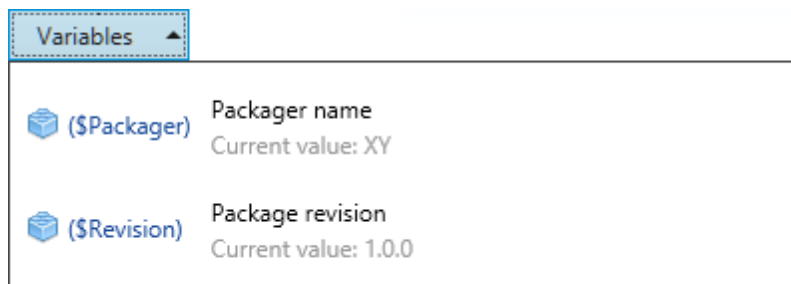 Variables
($Packager)
Packager name
Current value: XY
($Revision)
Package revision
Current value: 1.0.0